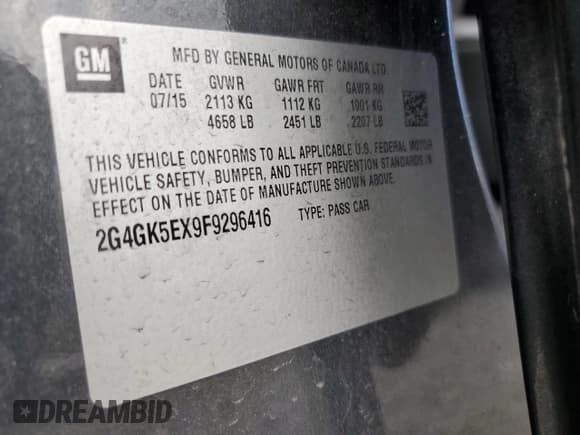 GM
MFD BY GENERAL MOTORS OF CANADA LTD
DATE GVWR GAWR FRT GAWR RR
07/15 2113 KG 1112 KG 1001 KG
4658 LB 2451 LB 2207 LB
THIS VEHICLE CONFORMS TO ALL APPLICABLE U.S. FEDERAL MOTOR
VEHICLE SAFETY, BUMPER, AND THEFT PREVENTION STANDARDS IN
EFFECT ON THE DATE OF MANUFACTURE SHOWN ABOVE.
2G4GK5EX9F9296416 TYPE: PASS CAR
DREAMBID